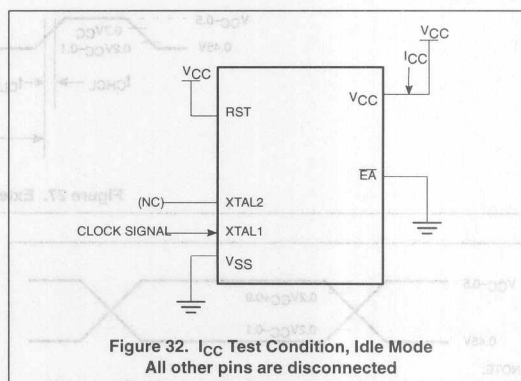 VCC
ICC
VCC
VCC
RST
EA
(NC)
XTAL2
CLOCK SIGNAL
XTAL1
VSS
Figure 32. ICC Test Condition, Idle Mode
All other pins are disconnected